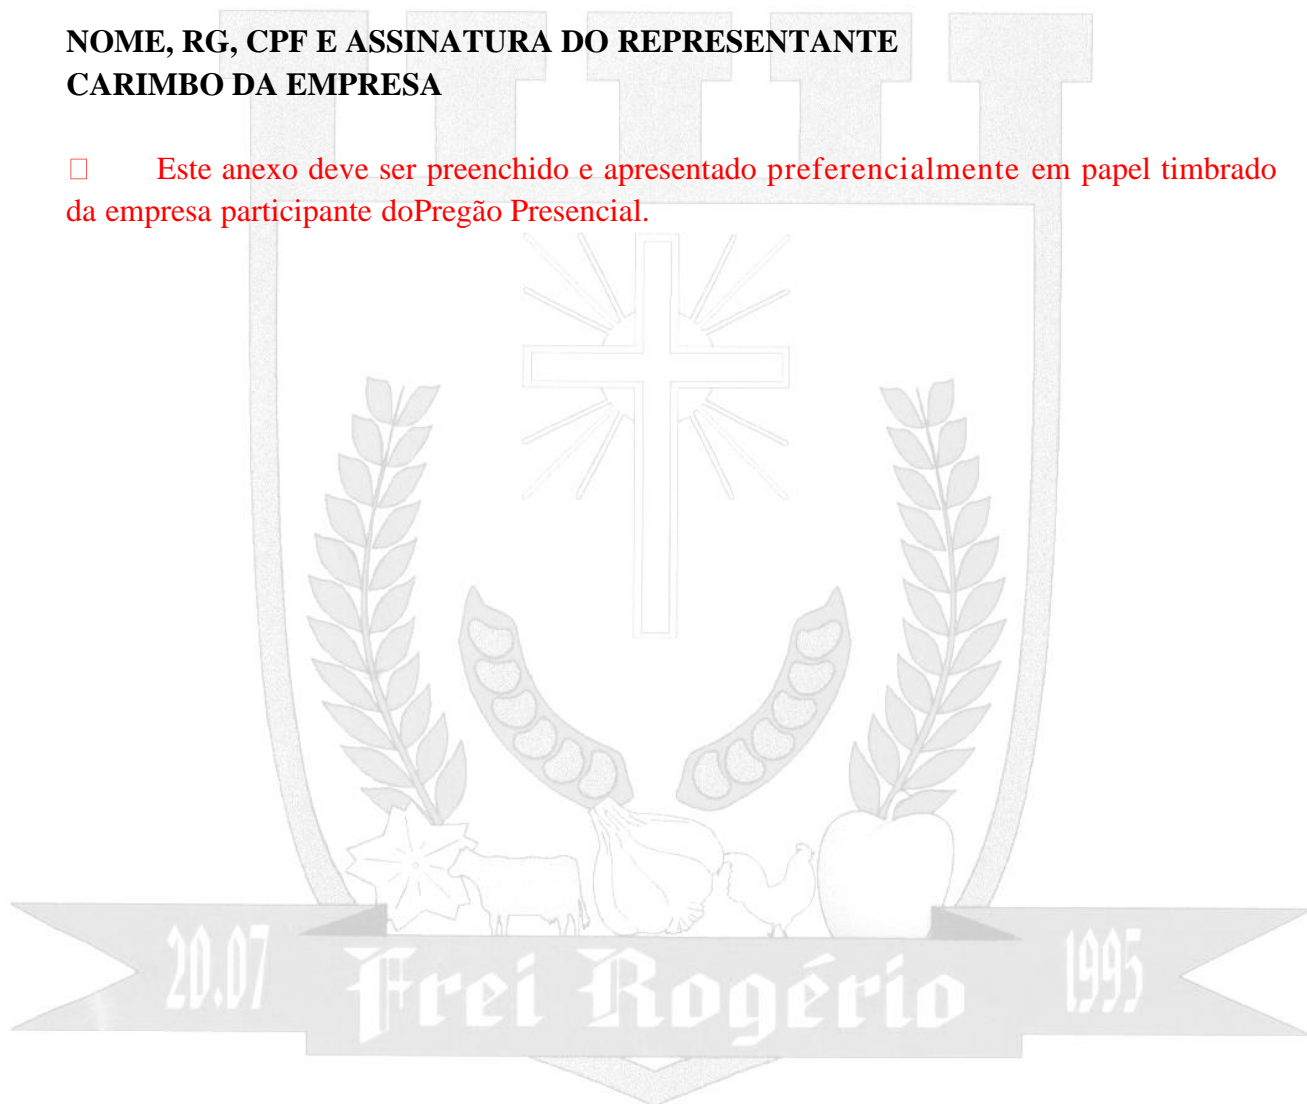 NOME, RG, CPF E ASSINATURA DO REPRESENTANTE
CARIMBO DA EMPRESA
□ Este anexo deve ser preenchido e apresentado preferencialmente em papel timbrado
da empresa participante doPregão Presencial.
20.07 Frei Rogério 1995